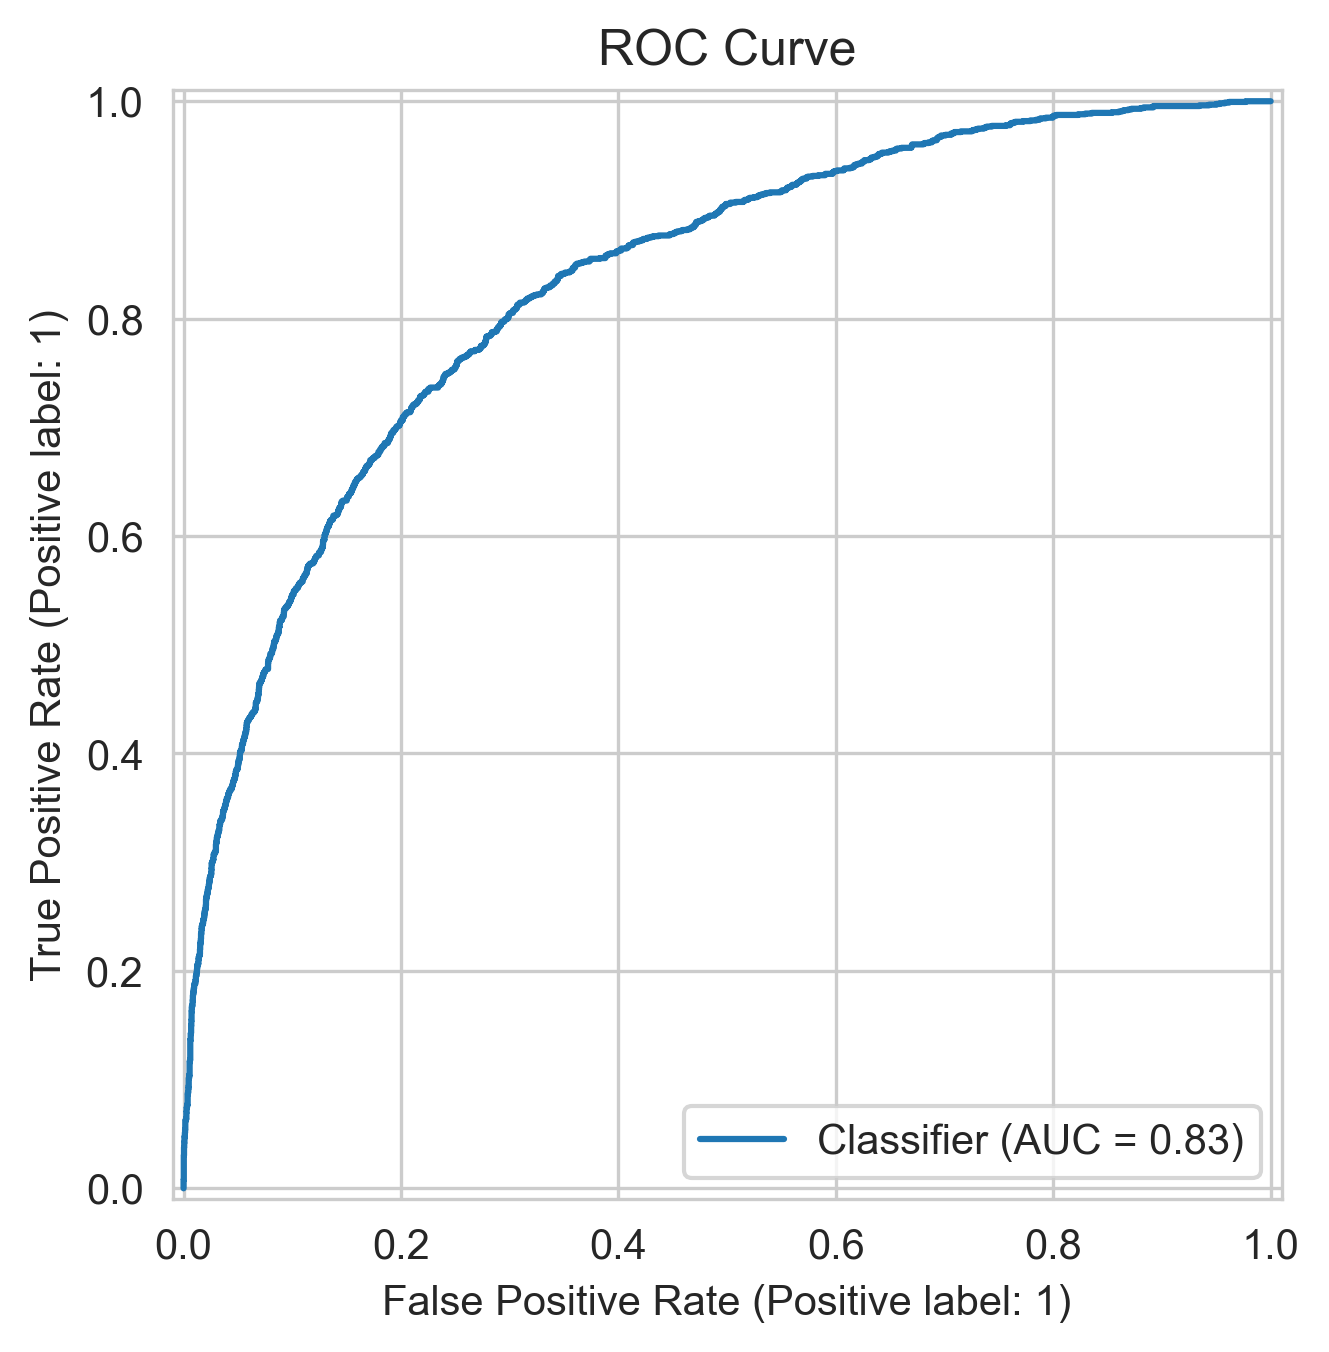 ROC Curve
True Positive Rate (Positive label: 1)
1.0
0.8
0.6
0.4
0.2
0.0
Classifier (AUC = 0.83)
0.0 0.2 0.4 0.6 0.8 1.0
False Positive Rate (Positive label: 1)